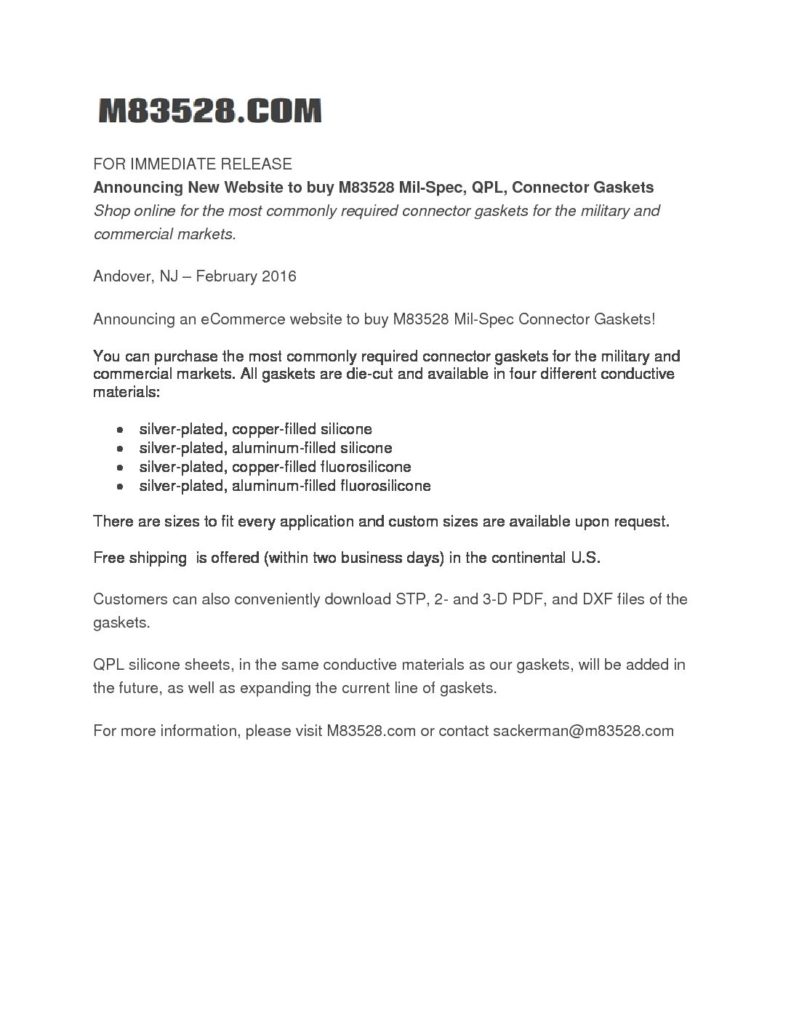 M83528.COM
FOR IMMEDIATE RELEASE
Announcing New Website to buy M83528 Mil-Spec, QPL, Connector Gaskets
Shop online for the most commonly required connector gaskets for the military and
commercial markets.
Andover, NJ – February 2016
Announcing an eCommerce website to buy M83528 Mil-Spec Connector Gaskets!
You can purchase the most commonly required connector gaskets for the military and
commercial markets. All gaskets are die-cut and available in four different conductive
materials:
• silver-plated, copper-filled silicone
• silver-plated, aluminum-filled silicone
• silver-plated, copper-filled fluorosilicone
• silver-plated, aluminum-filled fluorosilicone
There are sizes to fit every application and custom sizes are available upon request.
Free shipping  is offered (within two business days) in the continental U.S.
Customers can also conveniently download STP, 2- and 3-D PDF, and DXF files of the
gaskets.
QPL silicone sheets, in the same conductive materials as our gaskets, will be added in
the future, as well as expanding the current line of gaskets.
For more information, please visit M83528.com or contact sackerman@m83528.com